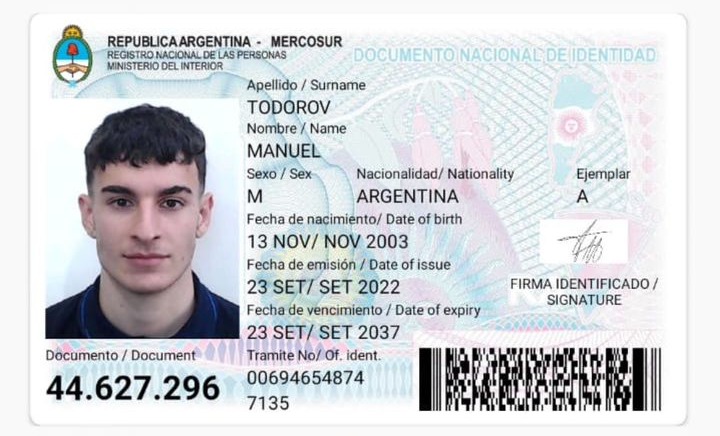 REPUBLICA ARGENTINA - MERCOSUR
REGISTRO NACIONAL DE LAS PERSONAS
MINISTERIO DEL INTERIOR
DOCUMENTO NACIONAL DE IDENTIDAD
Apellido / Surname
TODOROV
Nombre / Name
MANUEL
Sexo / Sex Nacionalidad/ Nationality Ejemplar
M ARGENTINA A
Fecha de nacimiento/ Date of birth
13 NOV/ NOV 2003
Fecha de emisión / Date of issue
23 SET/ SET 2022
FIRMA IDENTIFICADO /
SIGNATURE
Fecha de vencimiento / Date of expiry
23 SET/ SET 2037
Documento / Document
44.627.296
Tramite No/ Of. ident.
00694654874
7135